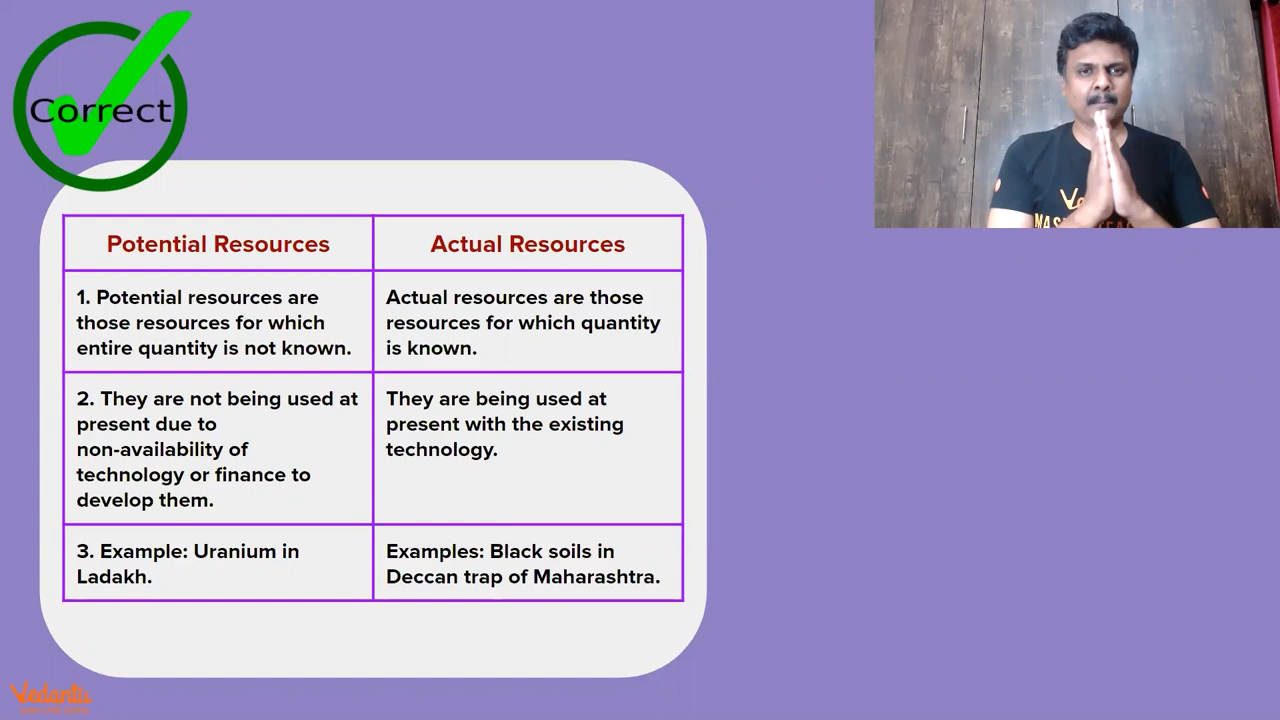 Correct
Potential Resources
Actual Resources
1. Potential resources are
those resources for which
entire quantity is not known.
Actual resources are those
resources for which quantity
is known.
2. They are not being used at
present due to
non-availability of
technology or finance to
develop them.
They are being used at
present with the existing
technology.
3. Example: Uranium in
Ladakh.
Examples: Black soils in
Deccan trap of Maharashtra.
Vedantu